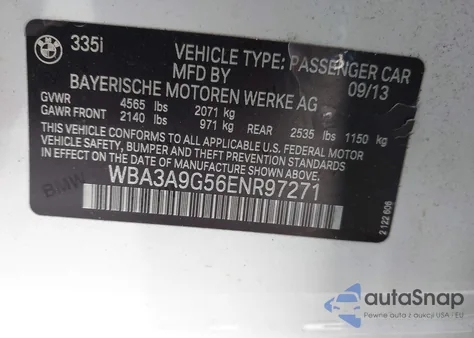 BMW 335i
VEHICLE TYPE: PASSENGER CAR
MFD BY 09/13
BAYERISCHE MOTOREN WERKE AG
GVWR 4565 lbs 2071 kg
GAWR FRONT 2140 lbs 971 kg REAR 2535 lbs 1150 kg
THIS VEHICLE CONFORMS TO ALL APPLICABLE U.S. FEDERAL MOTOR
VEHICLE SAFETY, BUMPER, AND THEFT PREVENTION STANDARDS IN
EFFECT ON THE DATE OF MANUFACTURE SHOWN ABOVE.
WBA3A9G56ENR97271
BMW
2 122 606
autoSnap
Pewne auta z aukcji USA - EU